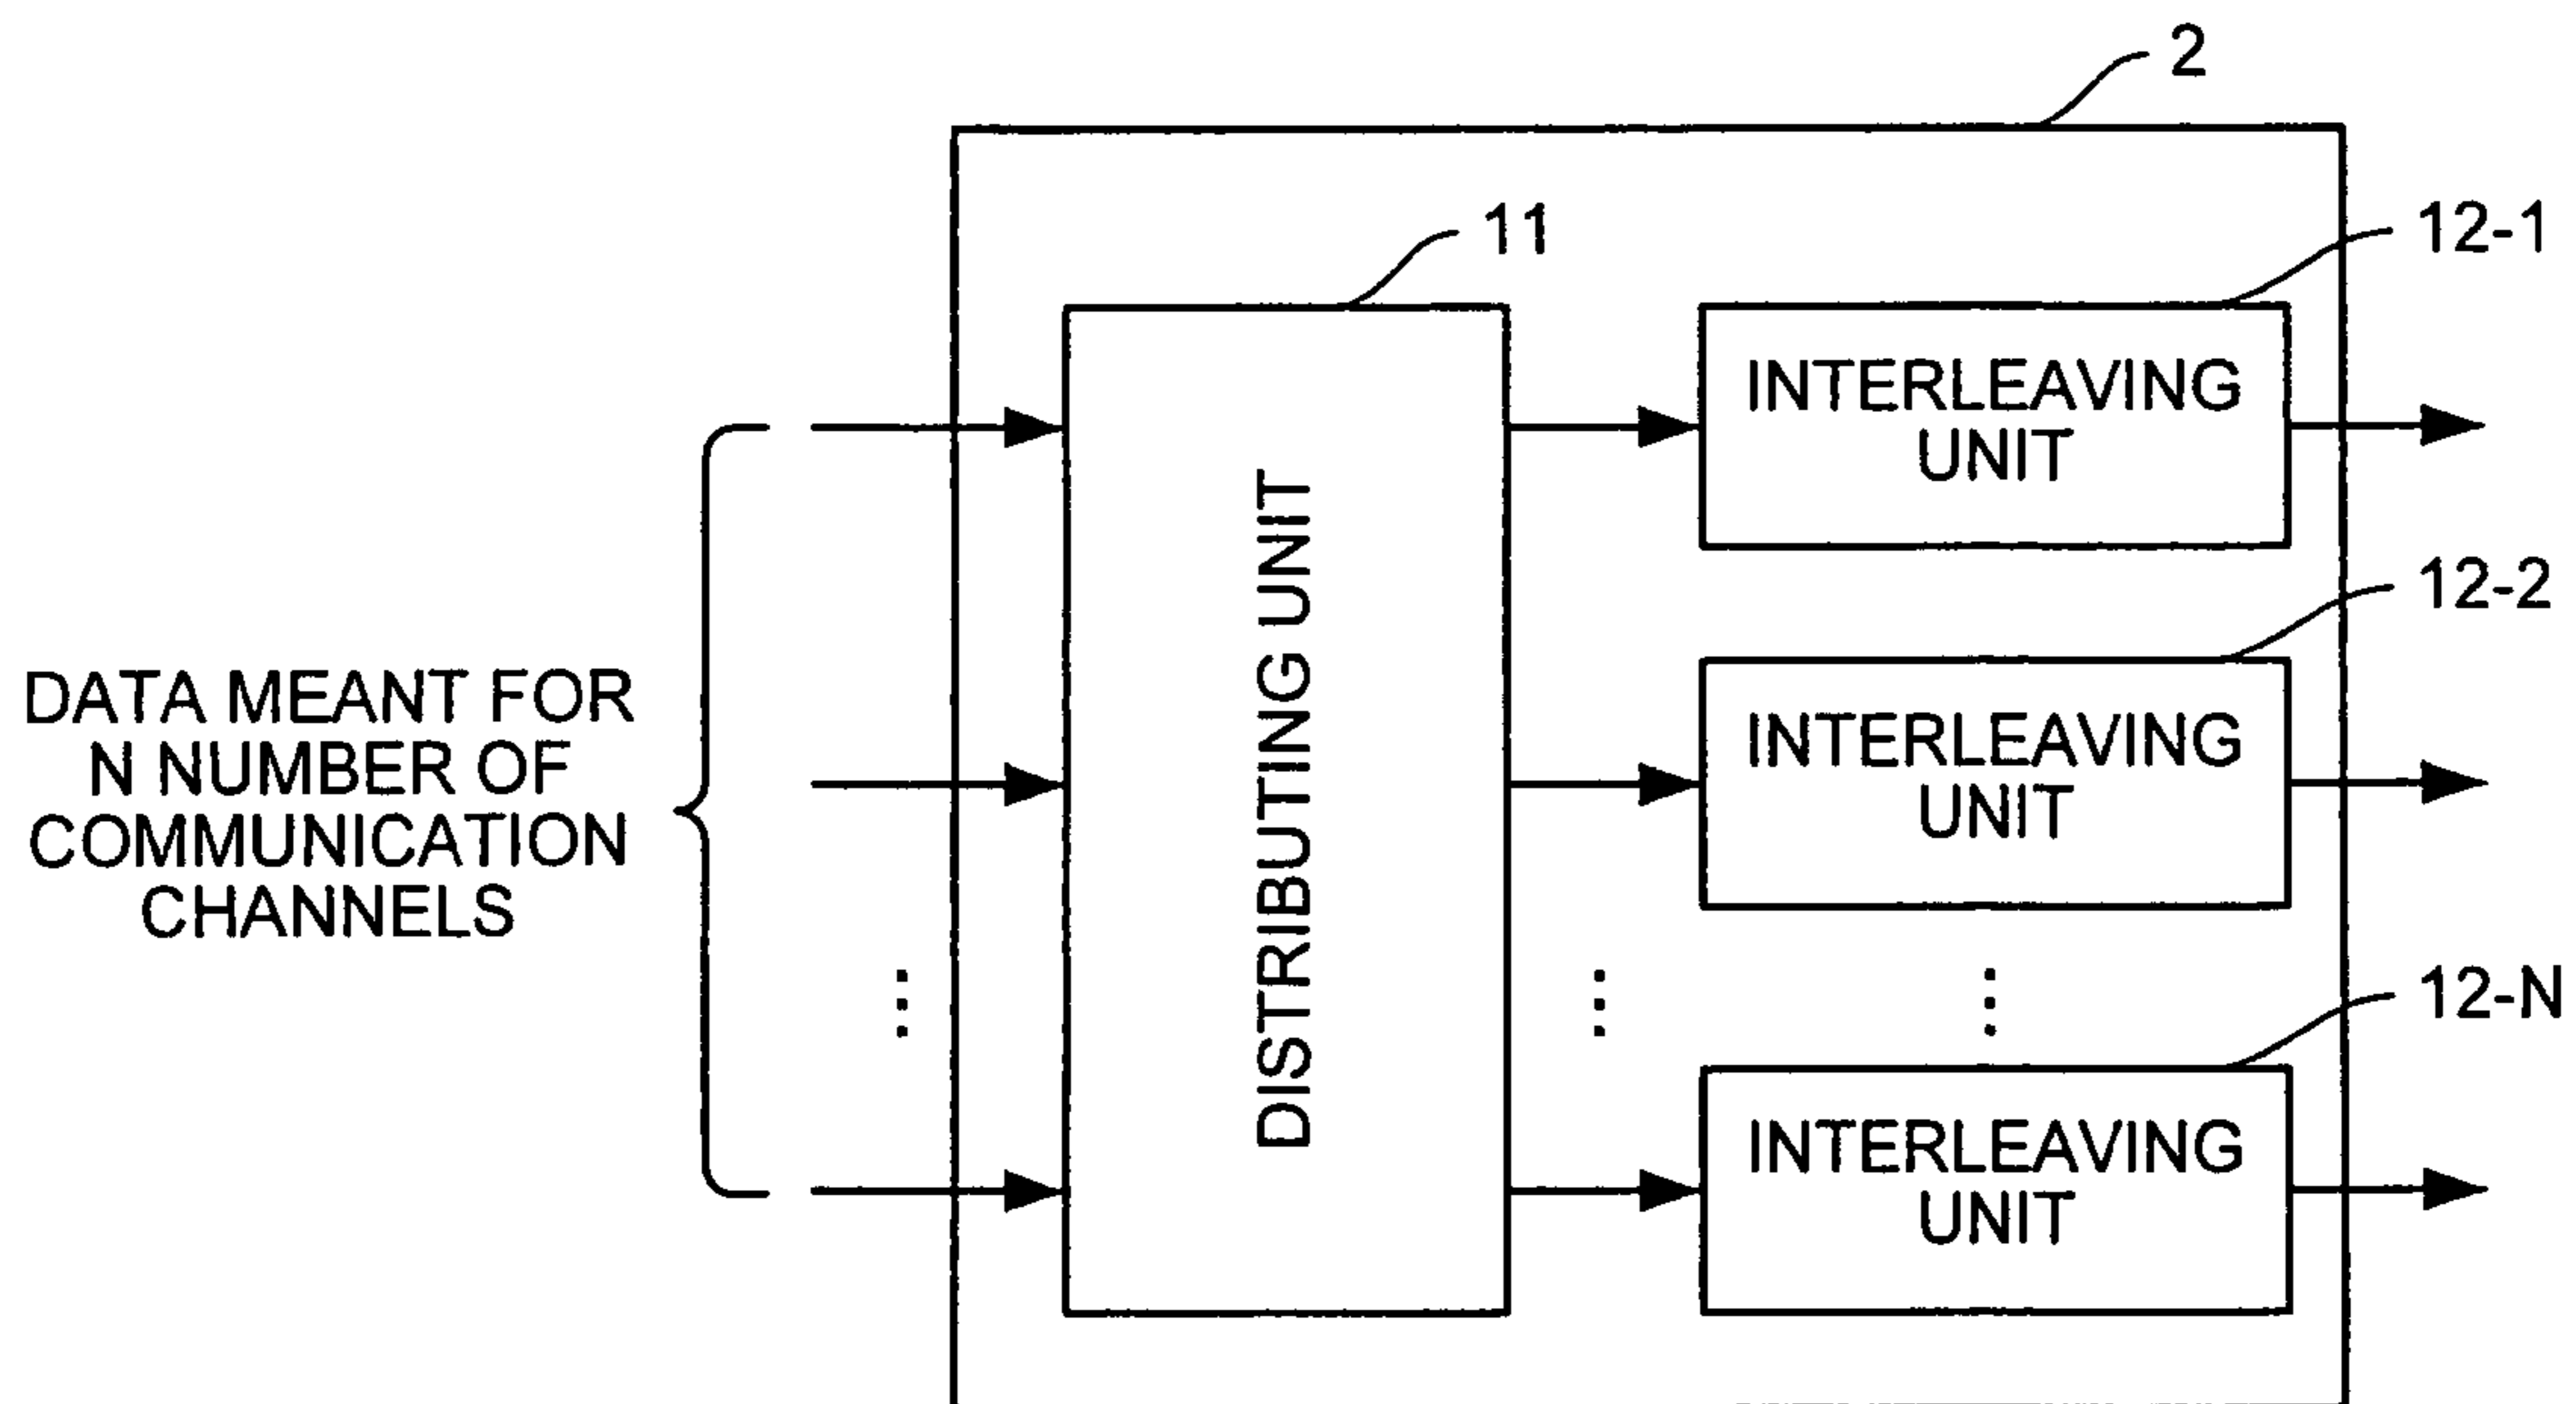 2
11
12-1
INTERLEAVING
UNIT
12-2
DATA MEANT FOR
N NUMBER OF
COMMUNICATION
CHANNELS
DISTRIBUTING UNIT
INTERLEAVING
UNIT
12-N
INTERLEAVING
UNIT